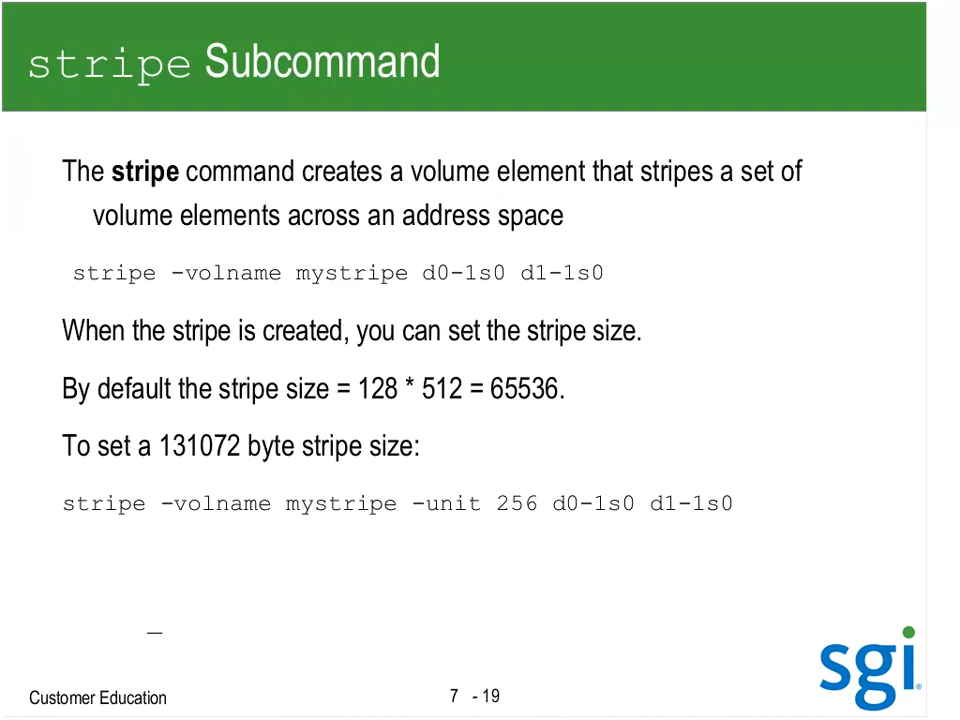 stripe Subcommand
The stripe command creates a volume element that stripes a set of
volume elements across an address space
stripe -volname mystripe d0-1s0 d1-1s0
When the stripe is created, you can set the stripe size.
By default the stripe size = 128 * 512 = 65536.
To set a 131072 byte stripe size:
stripe -volname mystripe -unit 256 d0-1s0 d1-1s0
–
sgi®
Customer Education
7 - 19